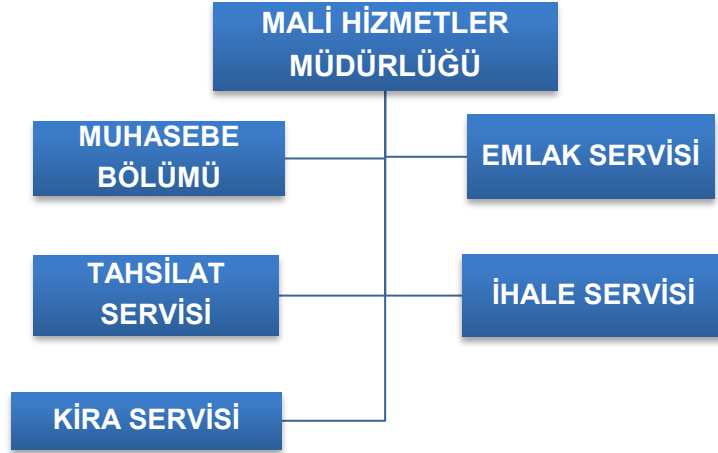 MALİ HİZMETLER
MÜDÜRLÜĞÜ
MUHASEBE
BÖLÜMÜ
EMLAK SERVİSİ
TAHSİLAT
SERVİSİ
İHALE SERVİSİ
KİRA SERVİSİ